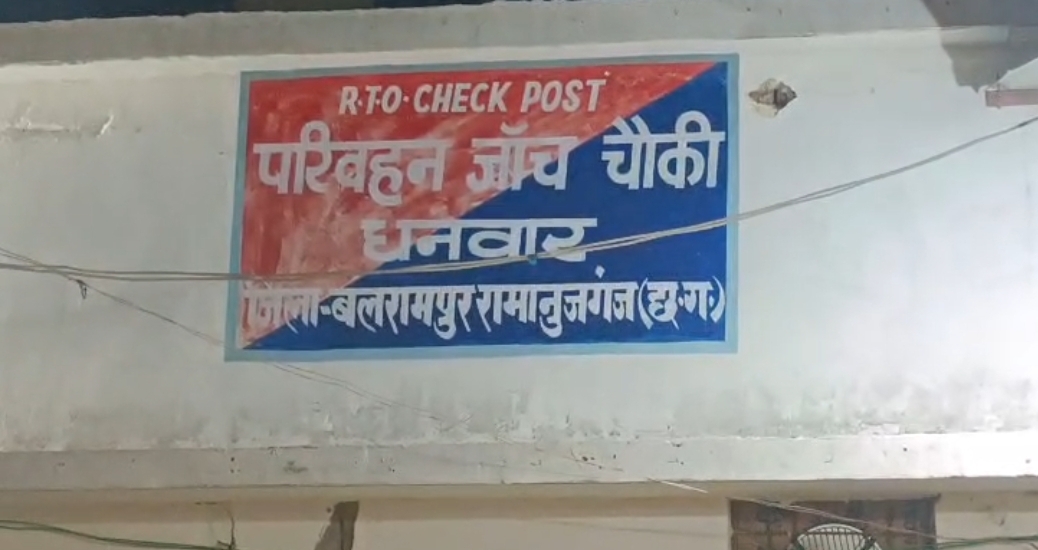 R.T.O. CHECK POST
परिवहन जॉंच चौकी
धनवार
जिला-बलरामपुर रामानुजगंज (छ.ग.)